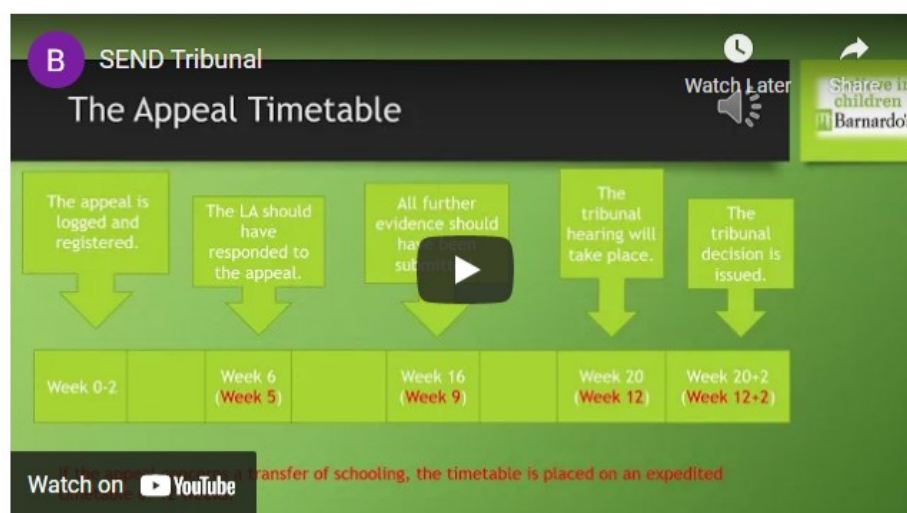 B
SEND Tribunal
Watch Later
Share
The Appeal Timetable
children
Barnardo's
The appeal is
logged and
registered.
The LA should
have
responded to
the appeal.
All further
evidence should
have been
The
tribunal
hearing will
take place.
The
tribunal
decision is
issued.
Week 0-2
Week 6
(Week 5)
Week 16
(Week 9)
Week 20
(Week 12)
Week 20+2
(Week 12+2)
transfer of schooling, the timetable is placed on an expedited
Watch on YouTube